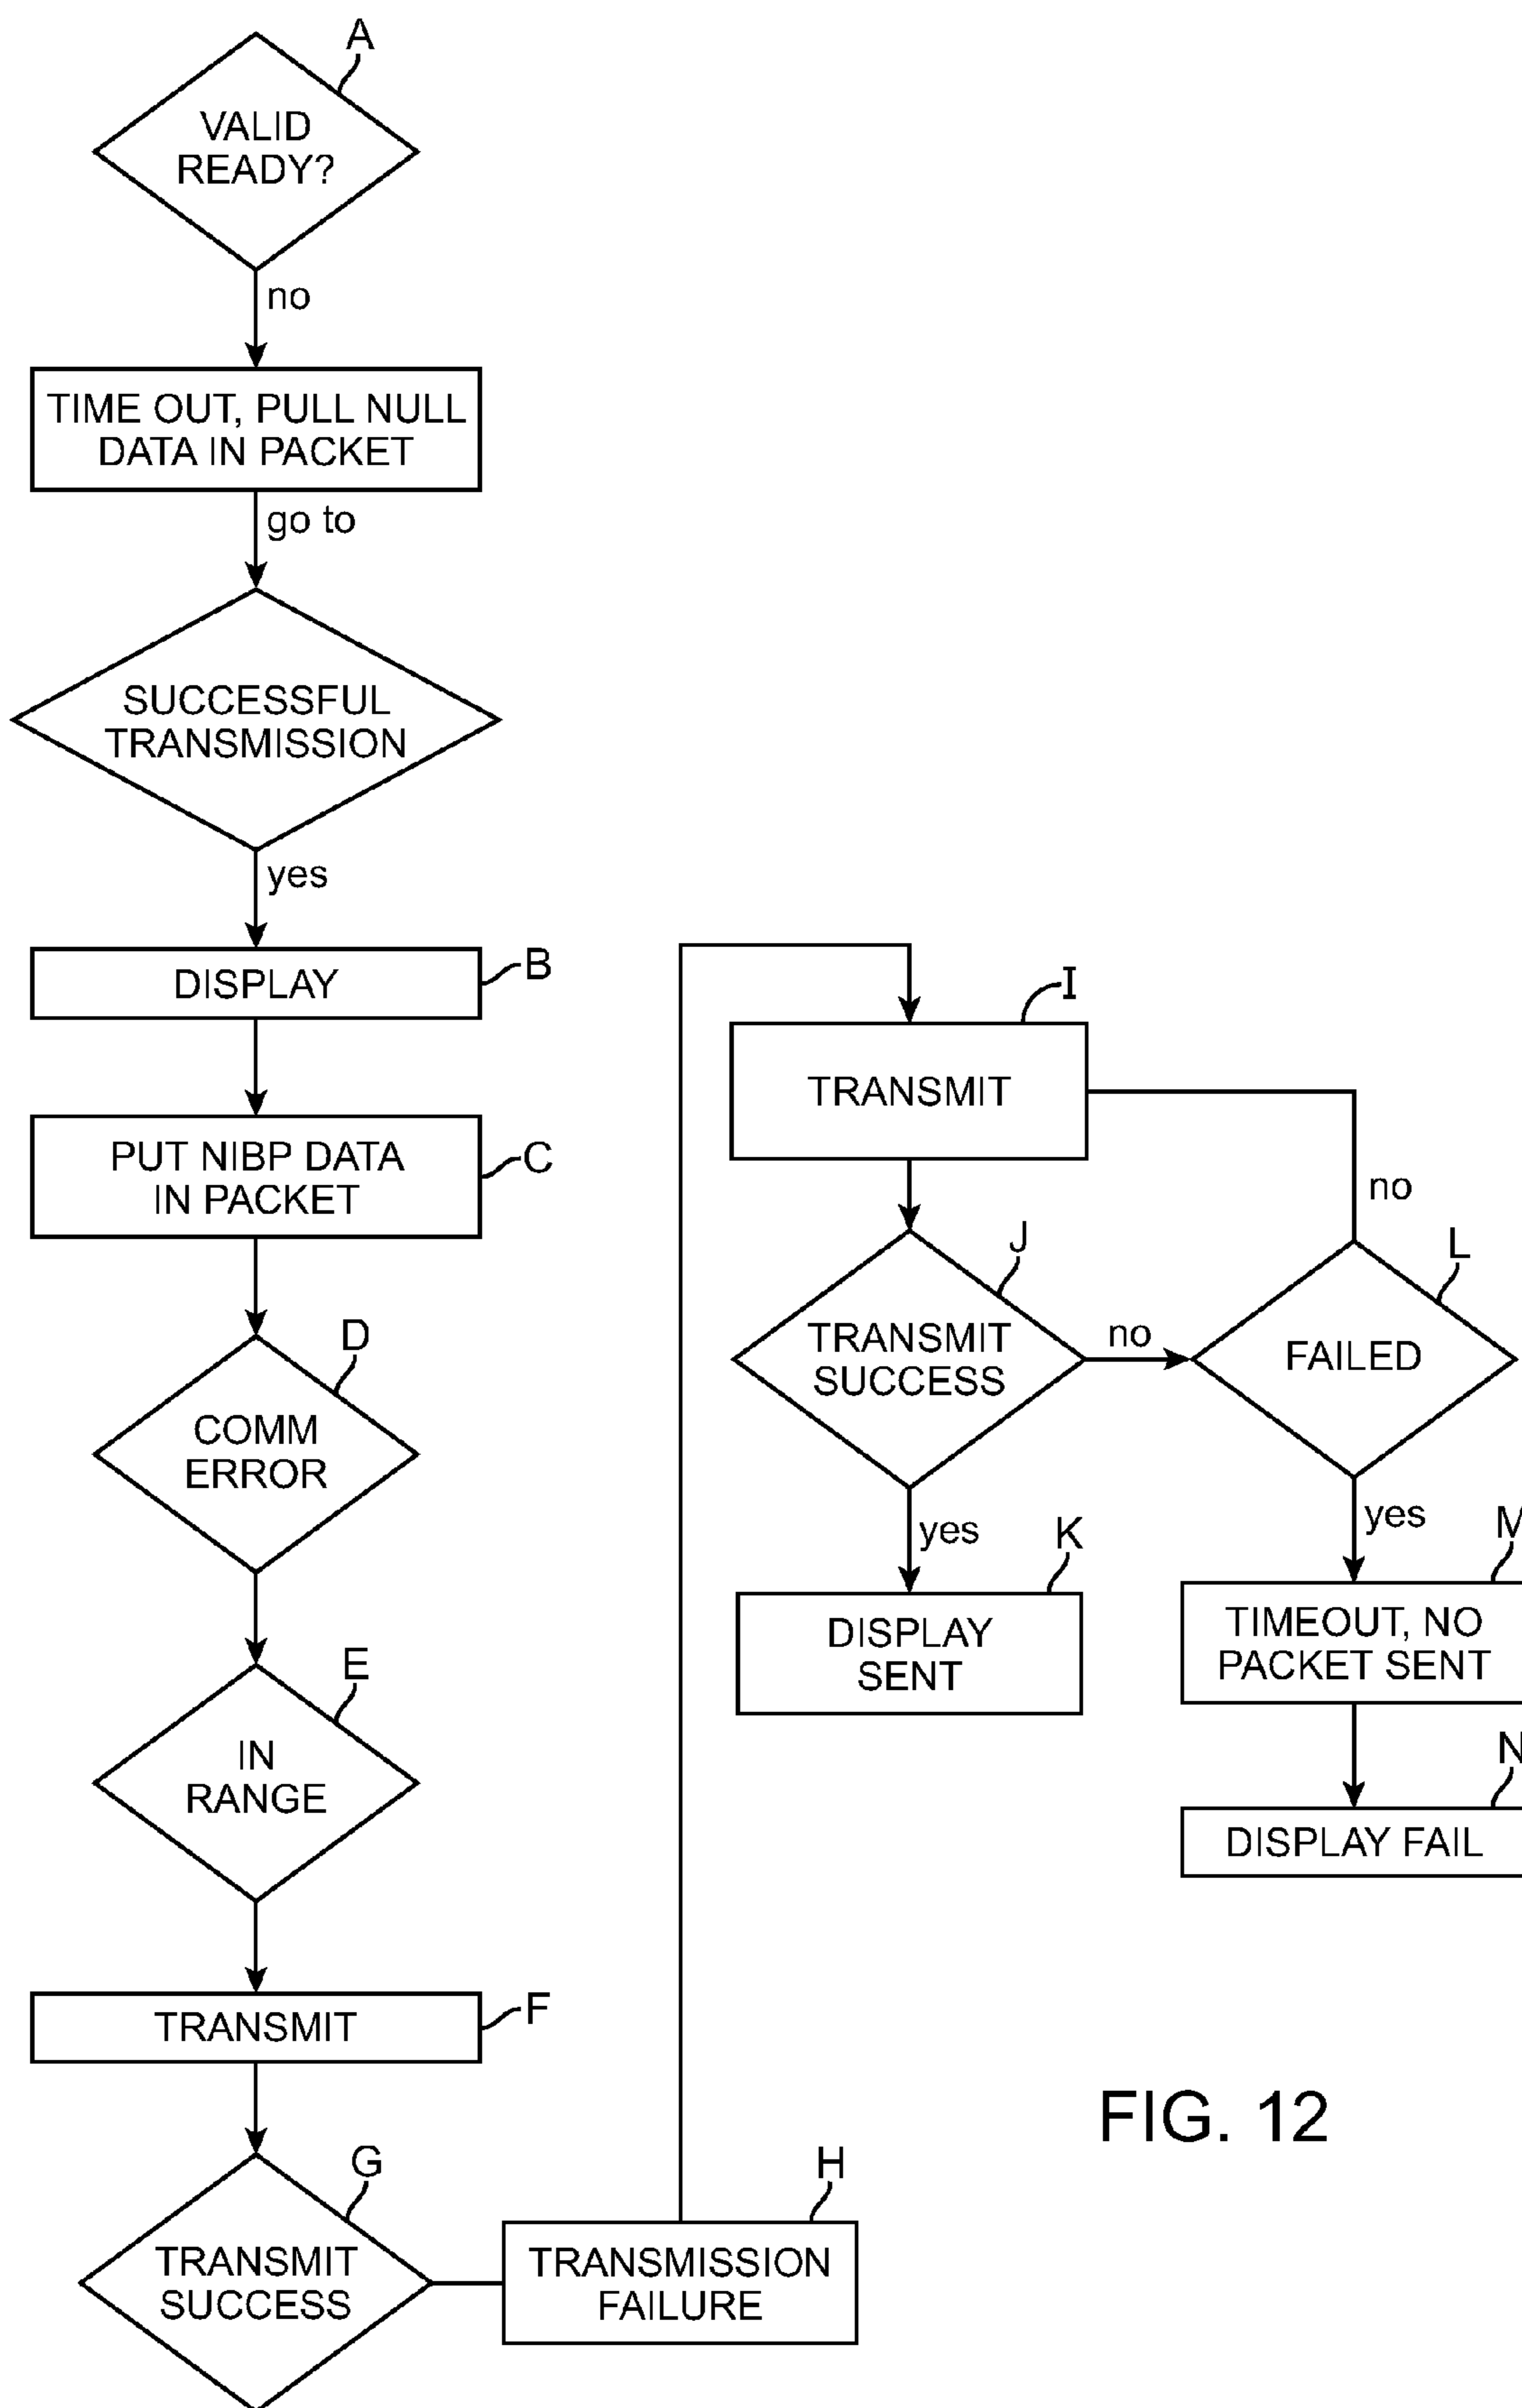 A
VALID
READY?
no
TIME OUT, PULL NULL
DATA IN PACKET
go to
SUCCESSFUL
TRANSMISSION
yes
DISPLAY
B
PUT NIBP DATA
IN PACKET
C
D
COMM
ERROR
E
IN
RANGE
TRANSMIT
F
G
TRANSMIT
SUCCESS
H
TRANSMISSION
FAILURE
I
TRANSMIT
J
TRANSMIT
SUCCESS
no
yes
K
DISPLAY
SENT
no
L
FAILED
yes
M
TIMEOUT, NO
PACKET SENT
N
DISPLAY FAIL
FIG. 12